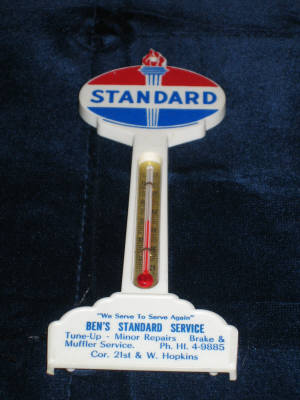 STANDARD
"We Serve To Serve Again"
BEN'S STANDARD SERVICE
Tune-Up - Minor Repairs Brake &
Muffler Service. Ph. HI. 4-9885
Cor. 21st & W. Hopkins